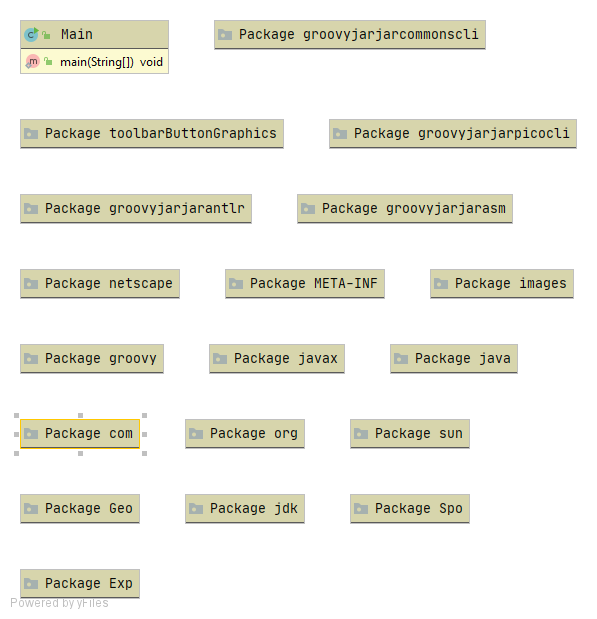 Main
main(String[]) void
Package groovyjarjarcommonscli
Package toolbarButtonGraphics
Package groovyjarjarpicocli
Package groovyjarjarantlr
Package groovyjarjarasm
Package netscape
Package META-INF
Package images
Package groovy
Package javax
Package java
Package com
Package org
Package sun
Package Geo
Package jdk
Package Spo
Package Exp
Powered by yFiles